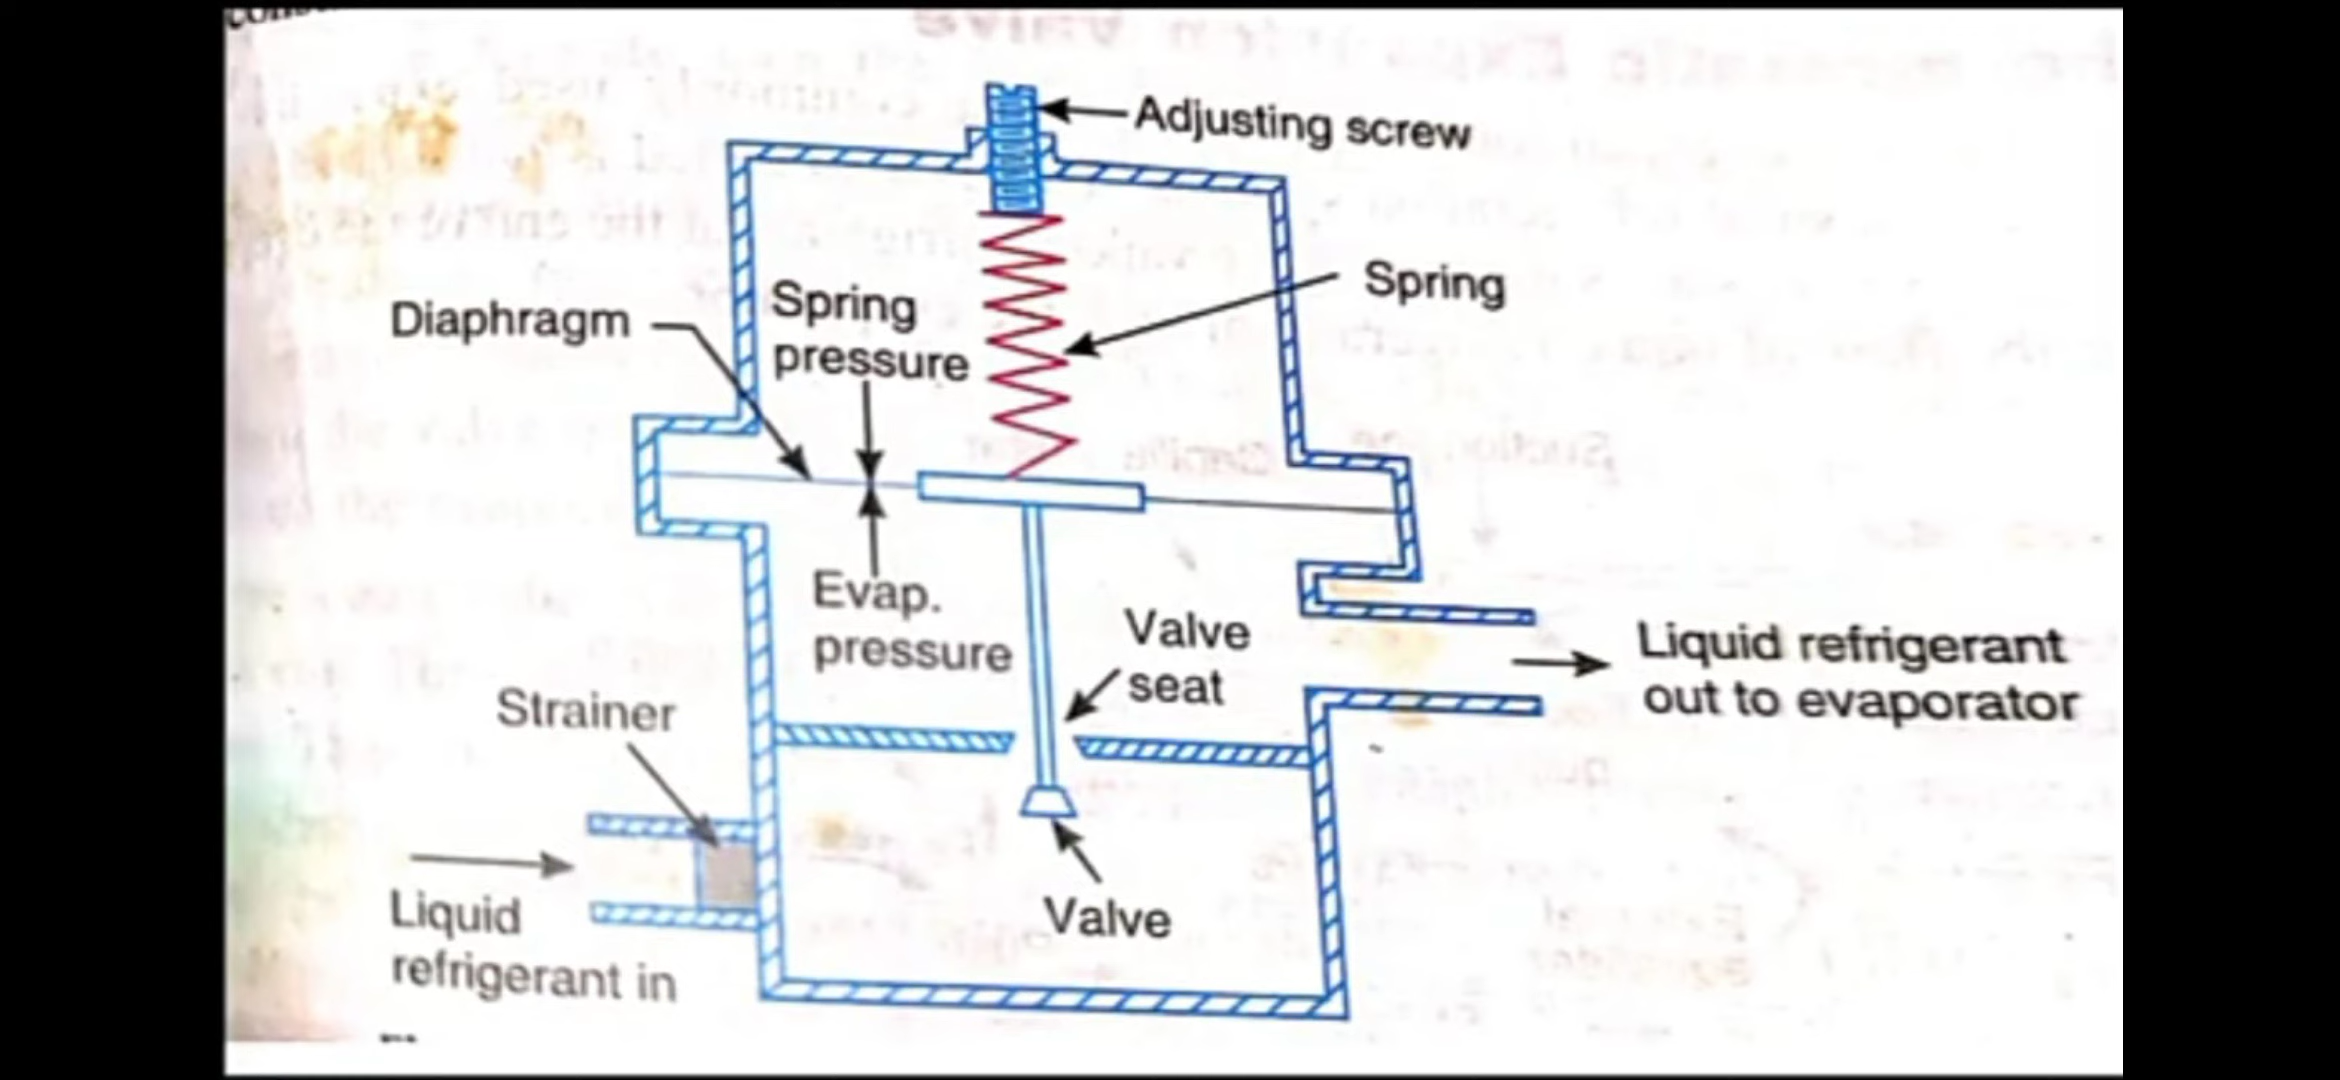 Adjusting screw
Spring
Spring
pressure
Diaphragm
Evap.
pressure
Valve
seat
Liquid refrigerant
out to evaporator
Strainer
Valve
Liquid
refrigerant in